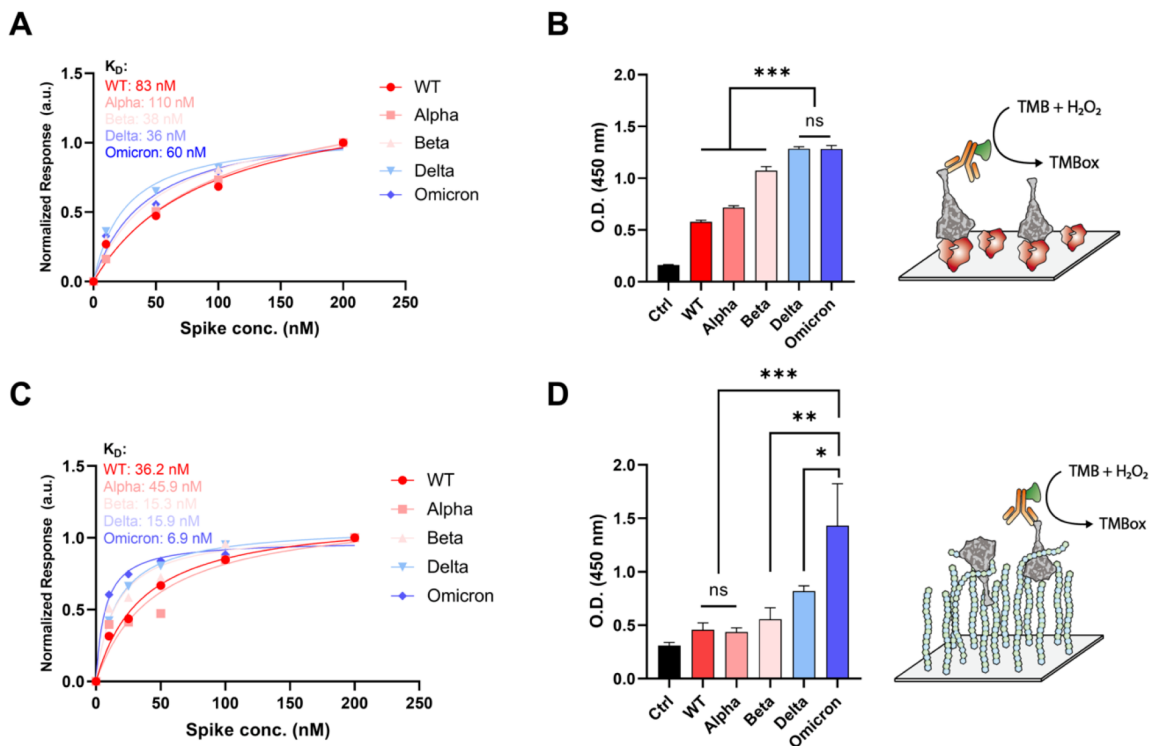 A
K_D:
WT: 83 nM
Alpha: 110 nM
Beta: 38 nM
Delta: 36 nM
Omicron: 60 nM
Normalized Response (a.u.)
1.5
1.0
0.5
0.0
0
50
100
150
200
250
Spike conc. (nM)
WT
Alpha
Beta
Delta
Omicron
B
O.D. (450 nm)
2.0
1.5
1.0
0.5
0.0
***
ns
Ctrl
WT
Alpha
Beta
Delta
Omicron
TMB + H₂O₂
TMBox
C
K_D:
WT: 36.2 nM
Alpha: 45.9 nM
Beta: 15.3 nM
Delta: 15.9 nM
Omicron: 6.9 nM
Normalized Response (a.u.)
1.5
1.0
0.5
0.0
0
50
100
150
200
250
Spike conc. (nM)
WT
Alpha
Beta
Delta
Omicron
D
O.D. (450 nm)
2.0
1.5
1.0
0.5
0.0
***
**
*
ns
Ctrl
WT
Alpha
Beta
Delta
Omicron
TMB + H₂O₂
TMBox